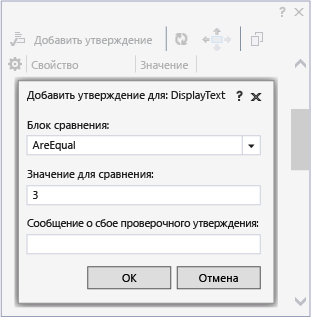 Добавить утверждение
Свойство Значение
Добавить утверждение для: DisplayText
Блок сравнения:
AreEqual
Значение для сравнения:
3
Сообщение о сбое проверочного утверждения:
OK Отмена